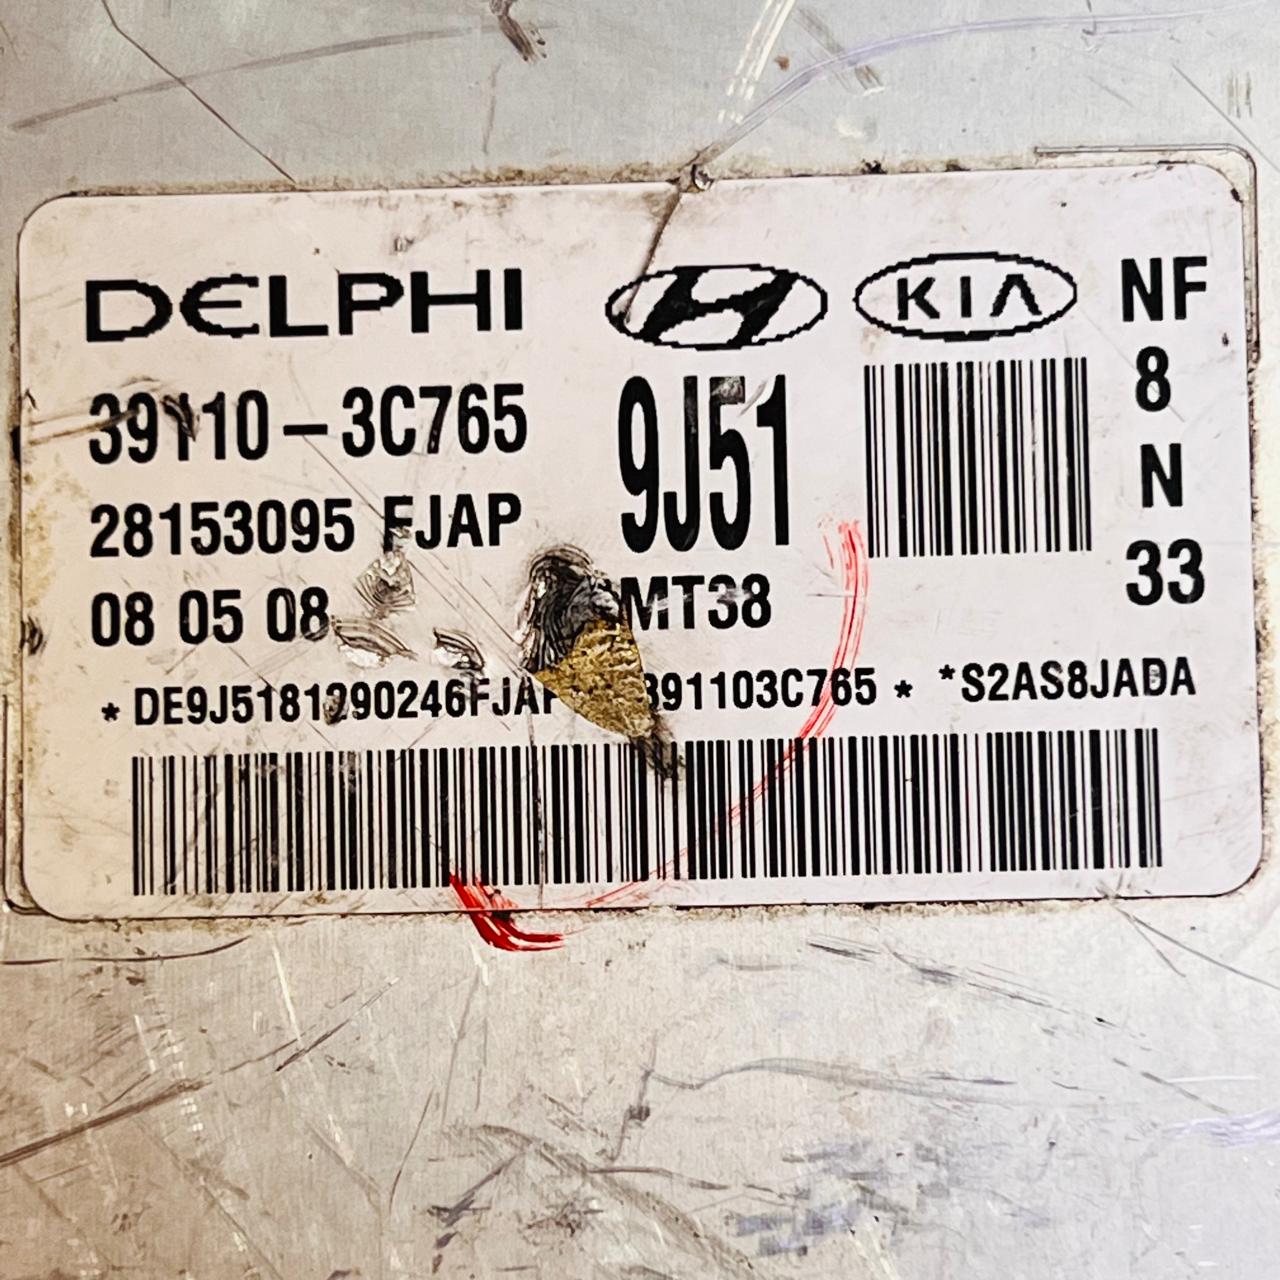 DELPHI KIA NF
39110-3C765 9J51 8
28153095 FJAP N
08 05 08 MT38 33
* DE9J5181290246FJAP 391103C765 * *S2AS8JADA